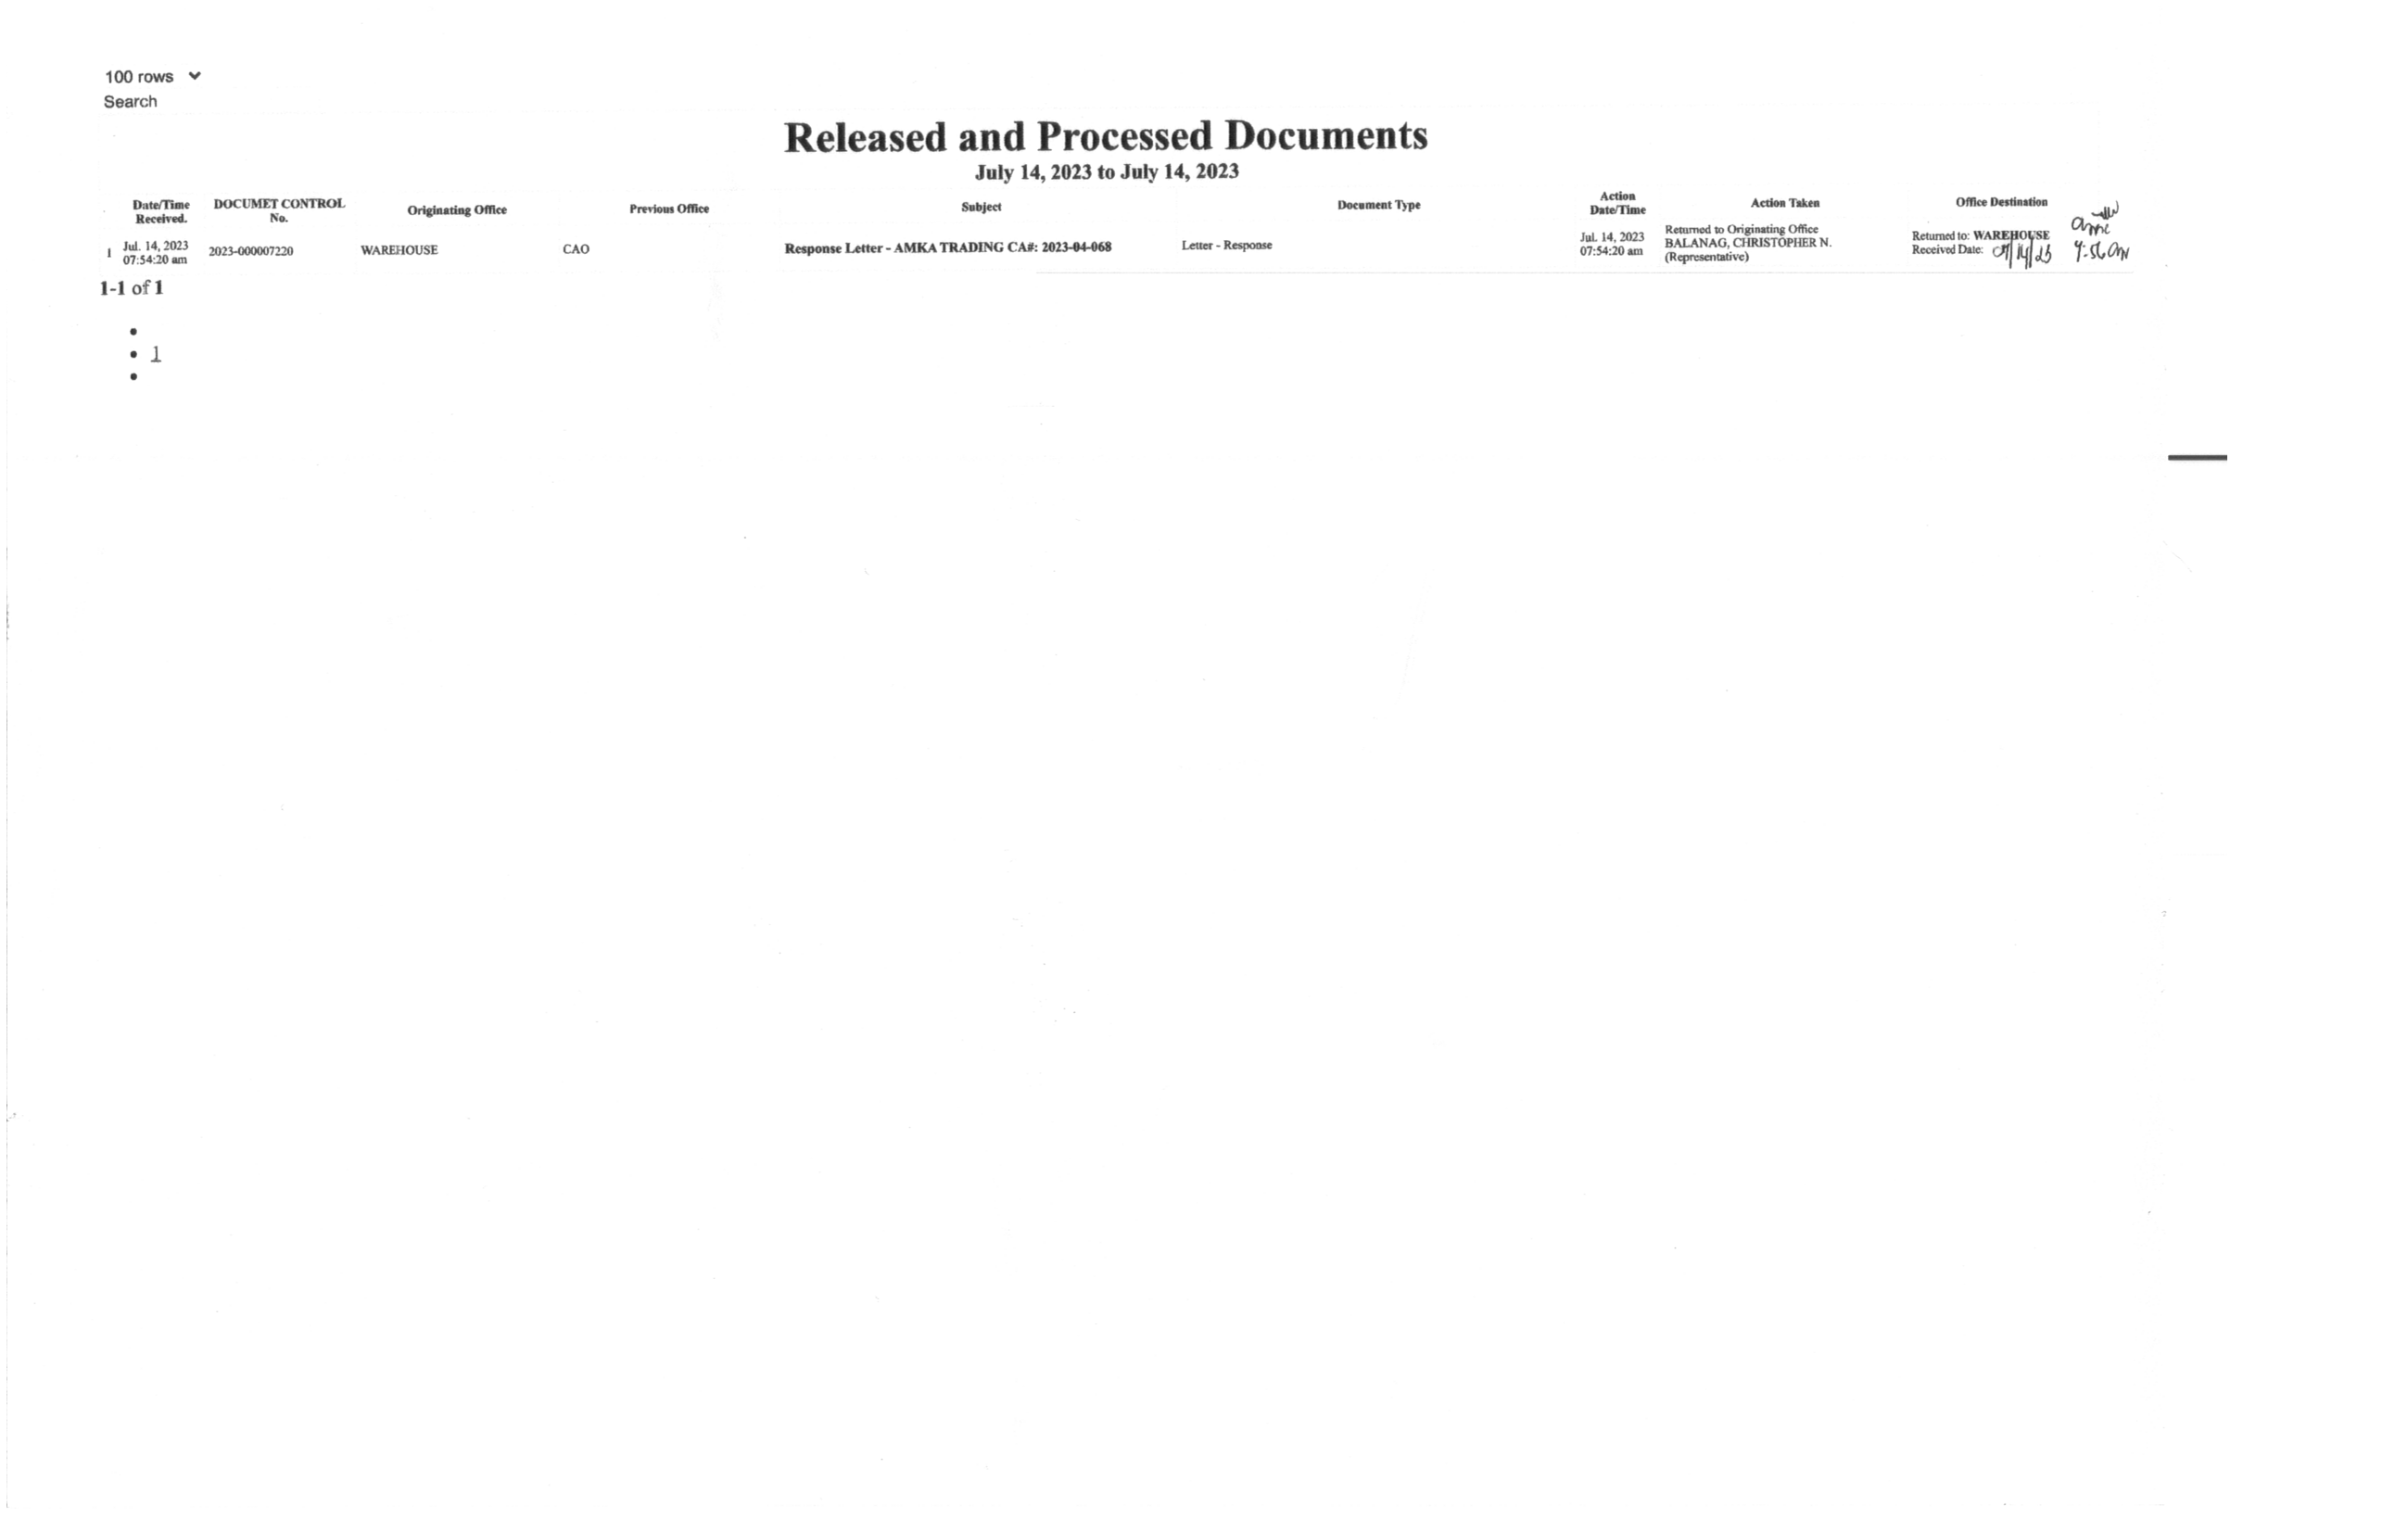 100 rows
Search
Released and Processed Documents
July 14, 2023 to July 14, 2023
Date/Time Received. DOCUMET CONTROL No. Originating Office Previous Office Subject Document Type Action Date/Time Action Taken Office Destination
1 Jul. 14, 2023 07:54:20 am 2023-000007220 WAREHOUSE CAO Response Letter - AMKA TRADING CA#: 2023-04-068 Letter - Response Jul. 14, 2023 07:54:20 am Returned to Originating Office BALANAG, CHRISTOPHER N. (Representative) Returned to: WAREHOUSE Received Date: 07/14/23
1-1 of 1
1